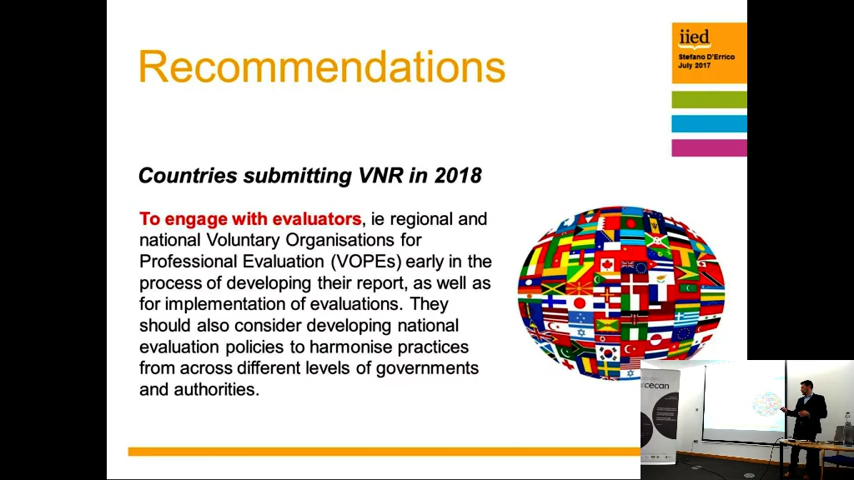 iied
Stefano D'Errico
July 2017
Recommendations
Countries submitting VNR in 2018
To engage with evaluators, ie regional and
national Voluntary Organisations for
Professional Evaluation (VOPEs) early in the
process of developing their report, as well as
for implementation of evaluations. They
should also consider developing national
evaluation policies to harmonise practices
from across different levels of governments
and authorities.
cecan